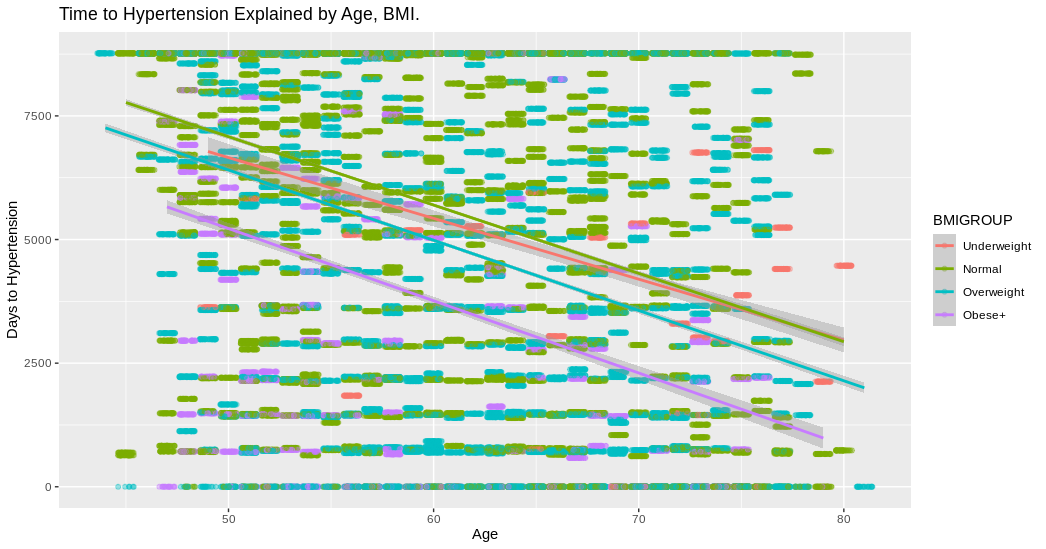 Time to Hypertension Explained by Age, BMI.
Days to Hypertension
7500
5000
2500
0
50
60
70
80
Age
BMIGROUP
Underweight
Normal
Overweight
Obese+